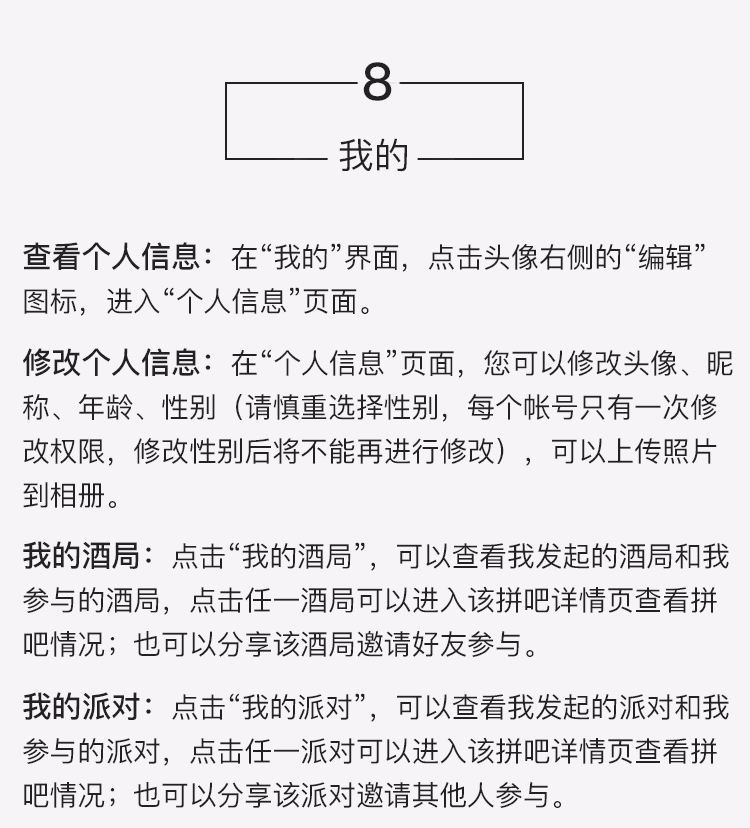 8
我的
查看个人信息：在“我的”界面，点击头像右侧的“编辑”
图标，进入“个人信息”页面。
修改个人信息：在“个人信息”页面，您可以修改头像、昵
称、年龄、性别（请慎重选择性别，每个帐号只有一次修
改权限，修改性别后将不能再进行修改），可以上传照片
到相册。
我的酒局：点击“我的酒局”，可以查看我发起的酒局和我
参与的酒局，点击任一酒局可以进入该拼吧详情页查看拼
吧情况；也可以分享该酒局邀请好友参与。
我的派对：点击“我的派对”，可以查看我发起的派对和我
参与的派对，点击任一派对可以进入该拼吧详情页查看拼
吧情况；也可以分享该派对邀请其他人参与。